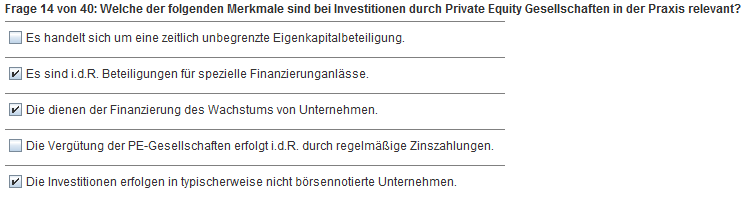 Frage 14 von 40: Welche der folgenden Merkmale sind bei Investitionen durch Private Equity Gesellschaften in der Praxis relevant?
Es handelt sich um eine zeitlich unbegrenzte Eigenkapitalbeteiligung.
Es sind i.d.R. Beteiligungen für spezielle Finanzierunganlässe.
Die dienen der Finanzierung des Wachstums von Unternehmen.
Die Vergütung der PE-Gesellschaften erfolgt i.d.R. durch regelmäßige Zinszahlungen.
Die Investitionen erfolgen in typischerweise nicht börsennotierte Unternehmen.